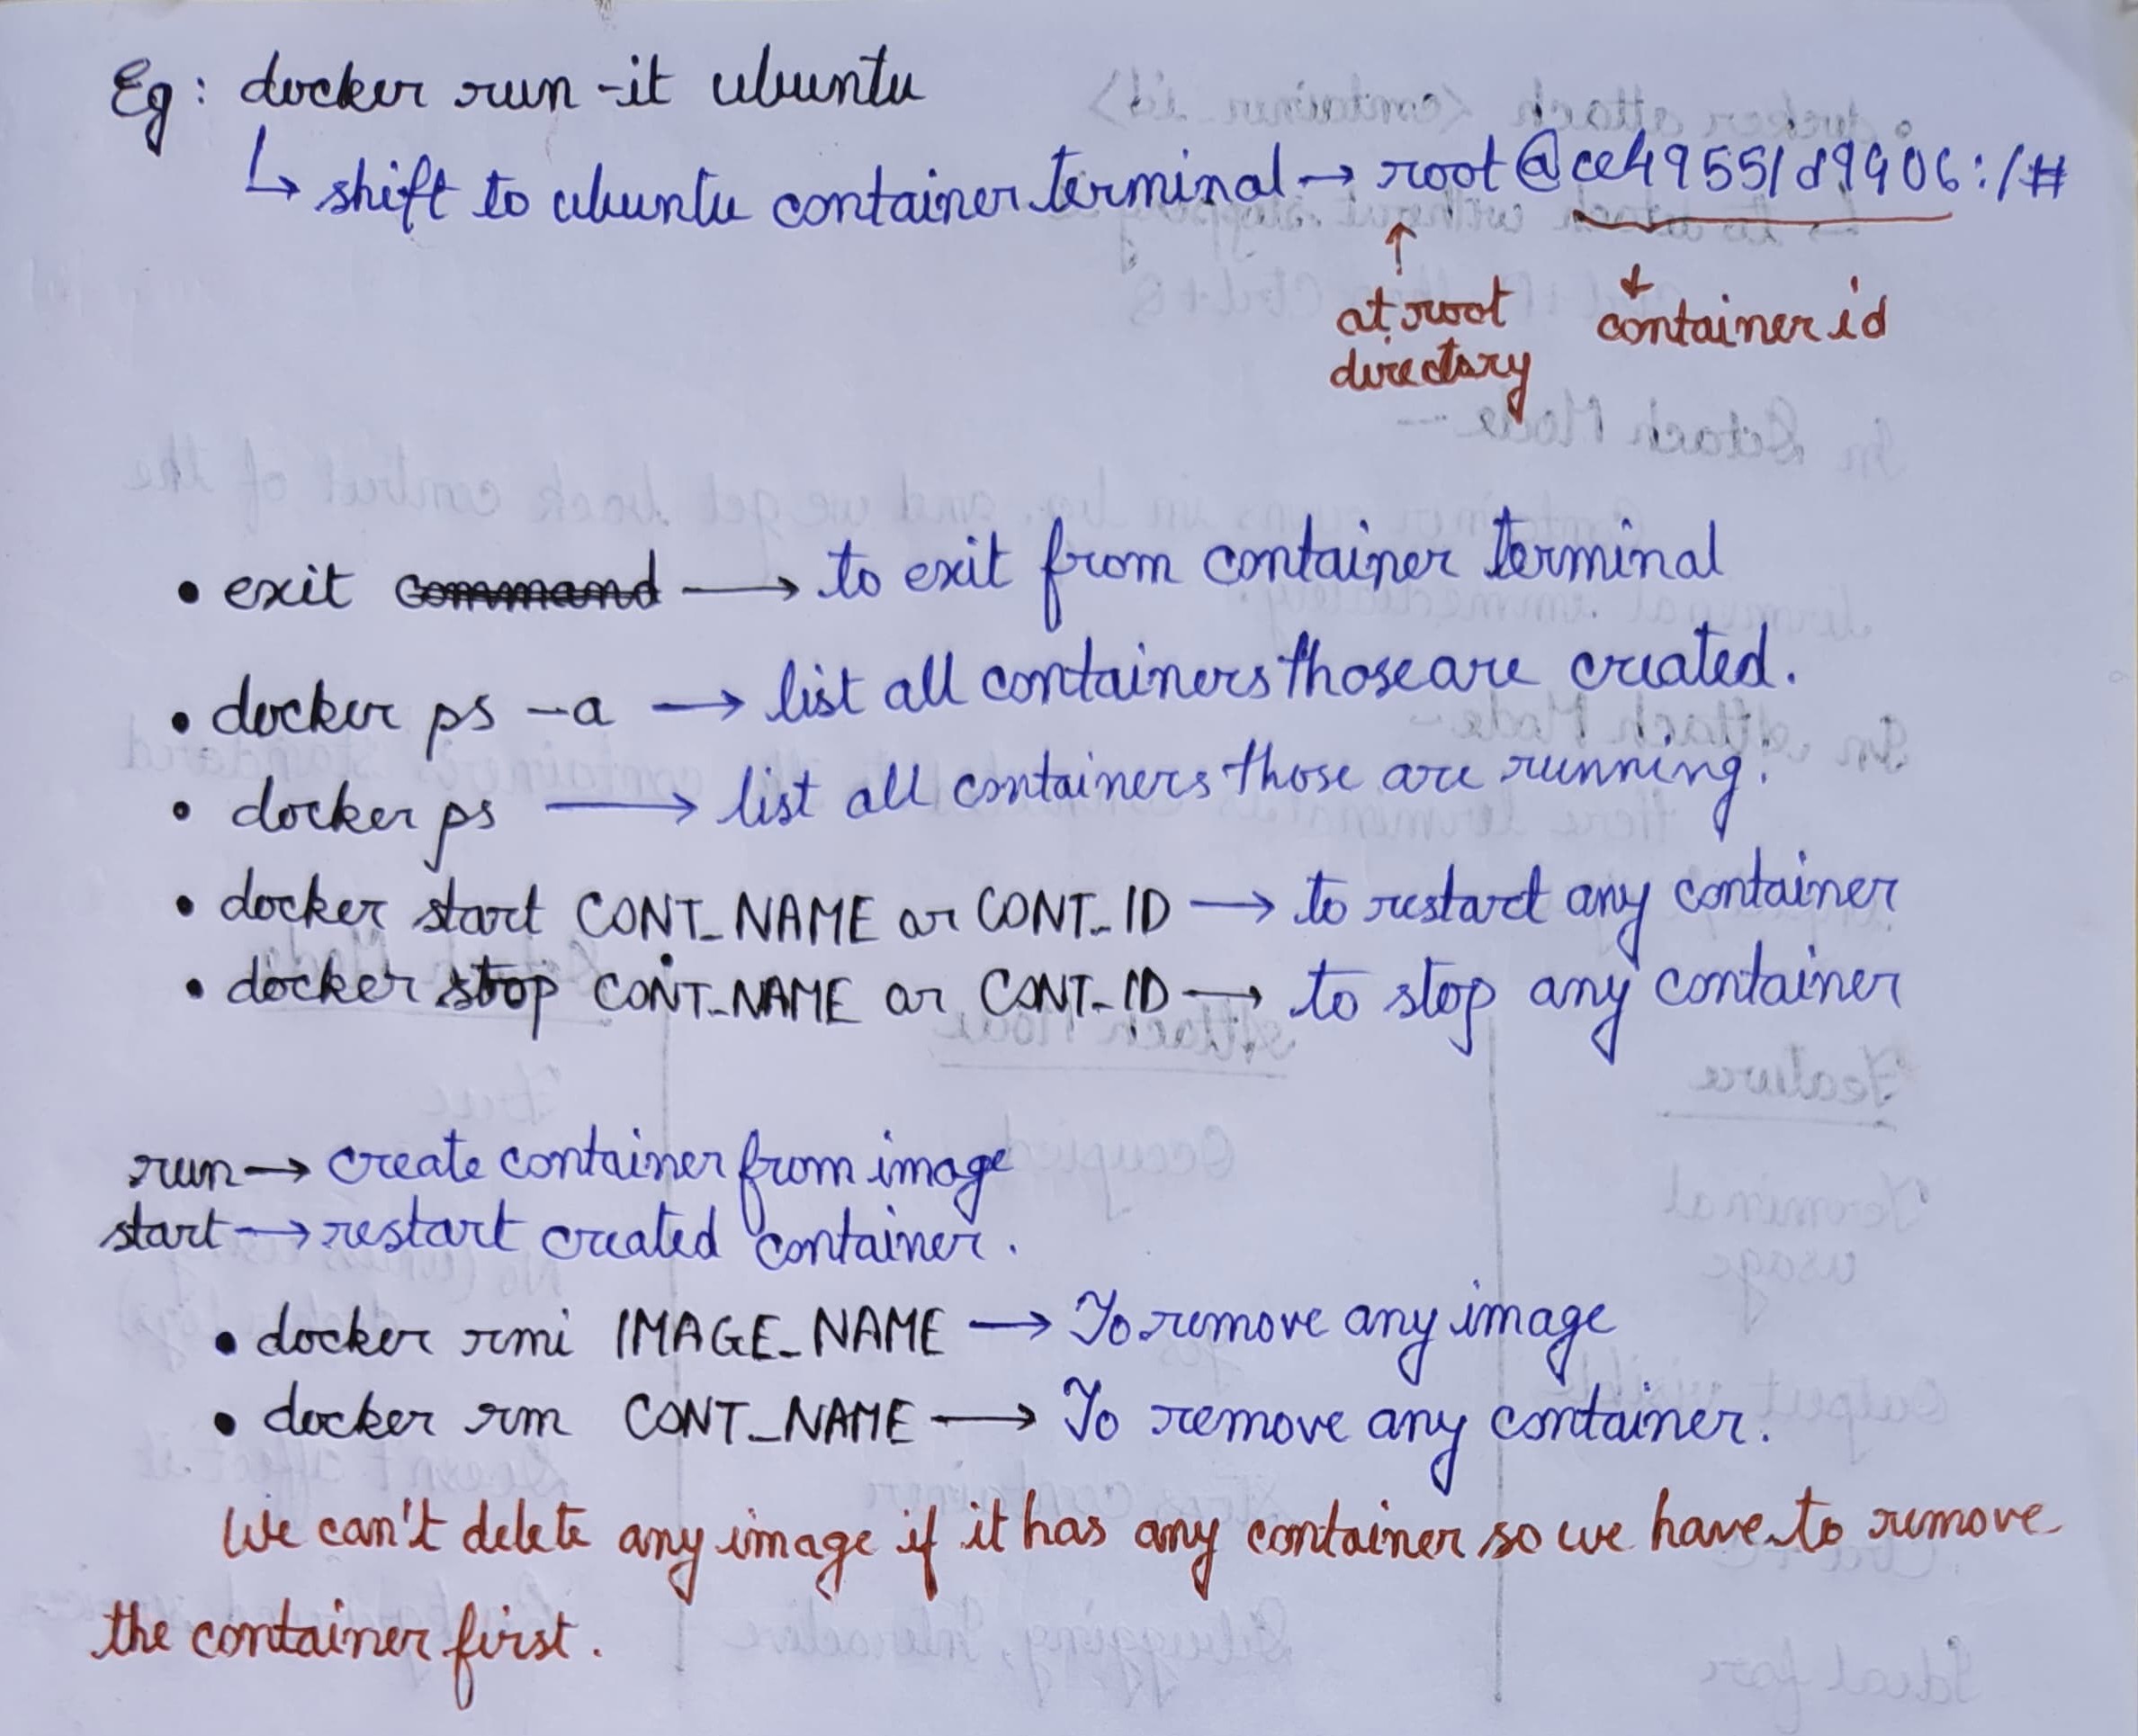 Eg: docker run -it ubuntu
↳ shift to ubuntu container terminal → root@ce49551d9906:/#
↑ at root directory
↓ container id
• exit command → to exit from container terminal
• docker ps -a → list all containers those are created.
• docker ps → list all containers those are running.
• docker start CONT_NAME or CONT_ID → to restart any container
• docker stop CONT_NAME or CONT_ID → to stop any container
run → create container from image
start → restart created container.
• docker rmi IMAGE_NAME → To remove any image
• docker rm CONT_NAME → To remove any container.
We can't delete any image if it has any container so we have to remove
the container first.